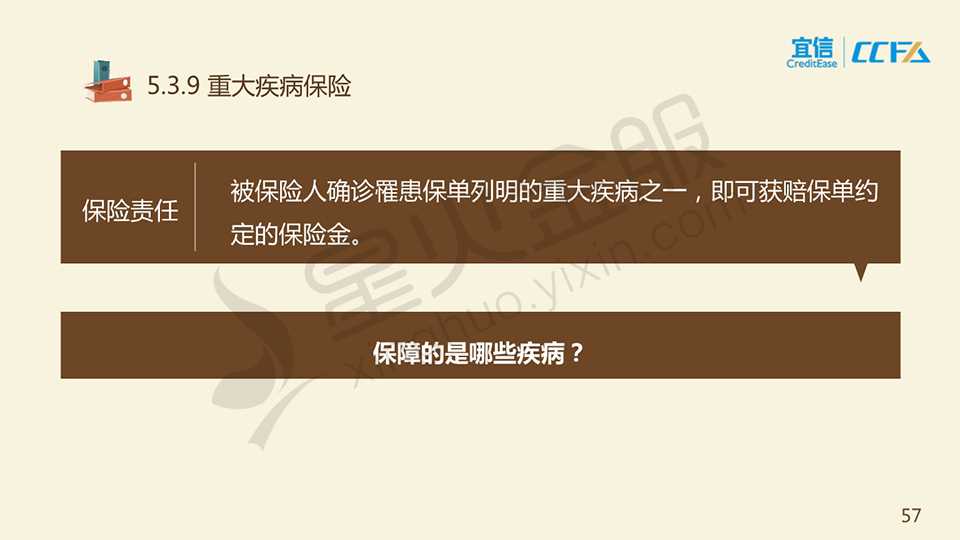 宜信
CreditEase
CCFA
5.3.9 重大疾病保险
保险责任
被保险人确诊罹患保单列明的重大疾病之一，即可获赔保单约
定的保险金。
保障的是哪些疾病？
星火金服
xinghuo.yixin.com
57